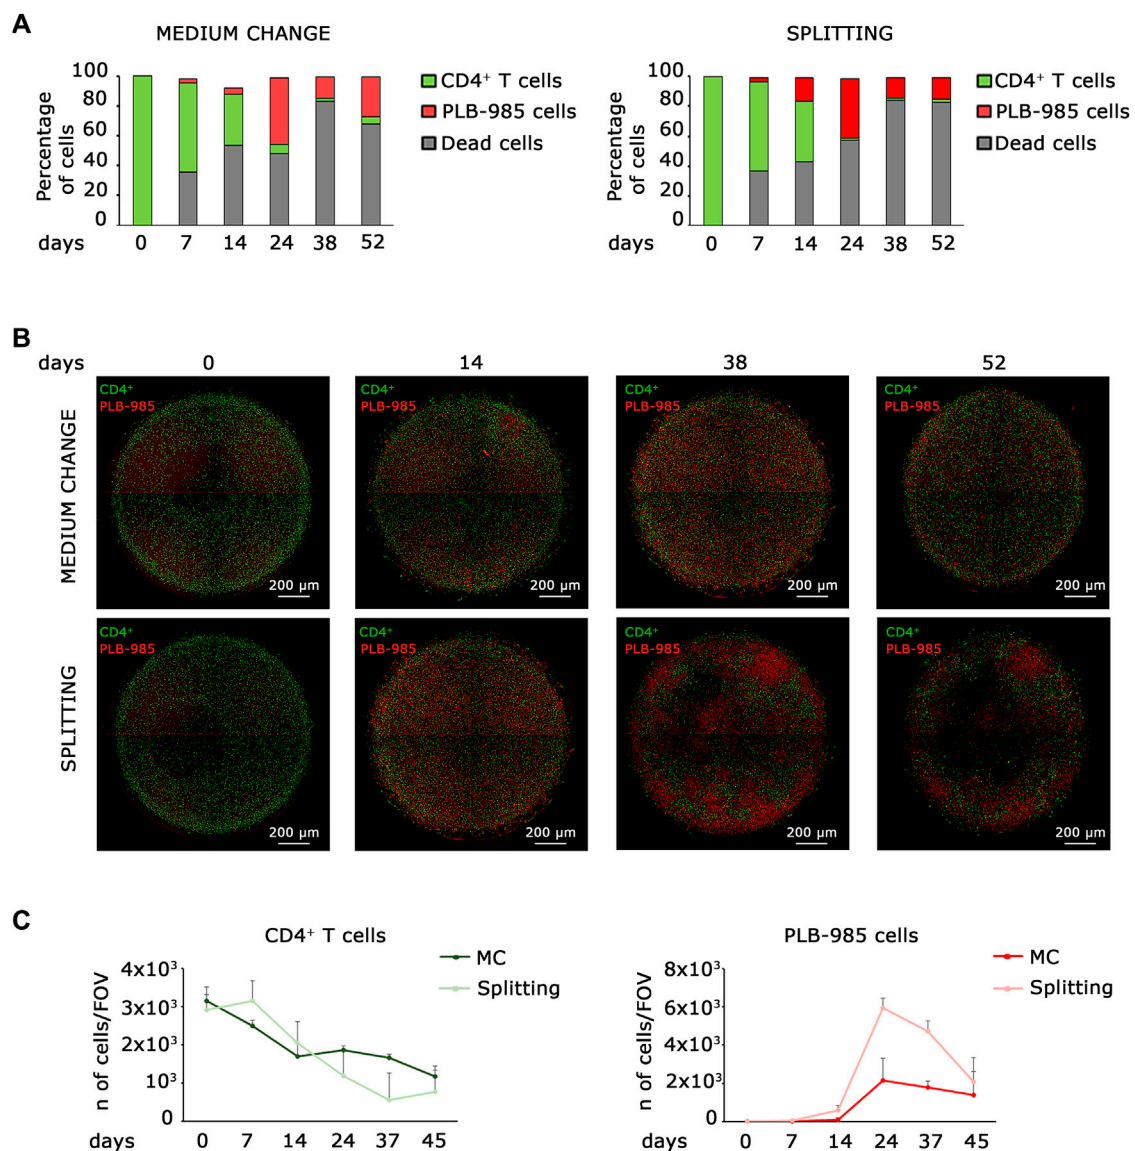 A
MEDIUM CHANGE
Percentage
of cells
100
80
60
40
20
0
days 0 7 14 24 38 52
CD4⁺ T cells
PLB-985 cells
Dead cells
SPLITTING
Percentage
of cells
100
80
60
40
20
0
days 0 7 14 24 38 52
CD4⁺ T cells
PLB-985 cells
Dead cells
B
days 0 14 38 52
MEDIUM CHANGE
CD4⁺
PLB-985
200 µm
CD4⁺
PLB-985
200 µm
CD4⁺
PLB-985
200 µm
CD4⁺
PLB-985
200 µm
SPLITTING
CD4⁺
PLB-985
200 µm
CD4⁺
PLB-985
200 µm
CD4⁺
PLB-985
200 µm
CD4⁺
PLB-985
200 µm
C
CD4⁺ T cells
MC
Splitting
n of cells/FOV
4x10³
3x10³
2x10³
10³
0
days 0 7 14 24 37 45
PLB-985 cells
MC
Splitting
n of cells/FOV
8x10³
6x10³
4x10³
2x10³
0
days 0 7 14 24 37 45